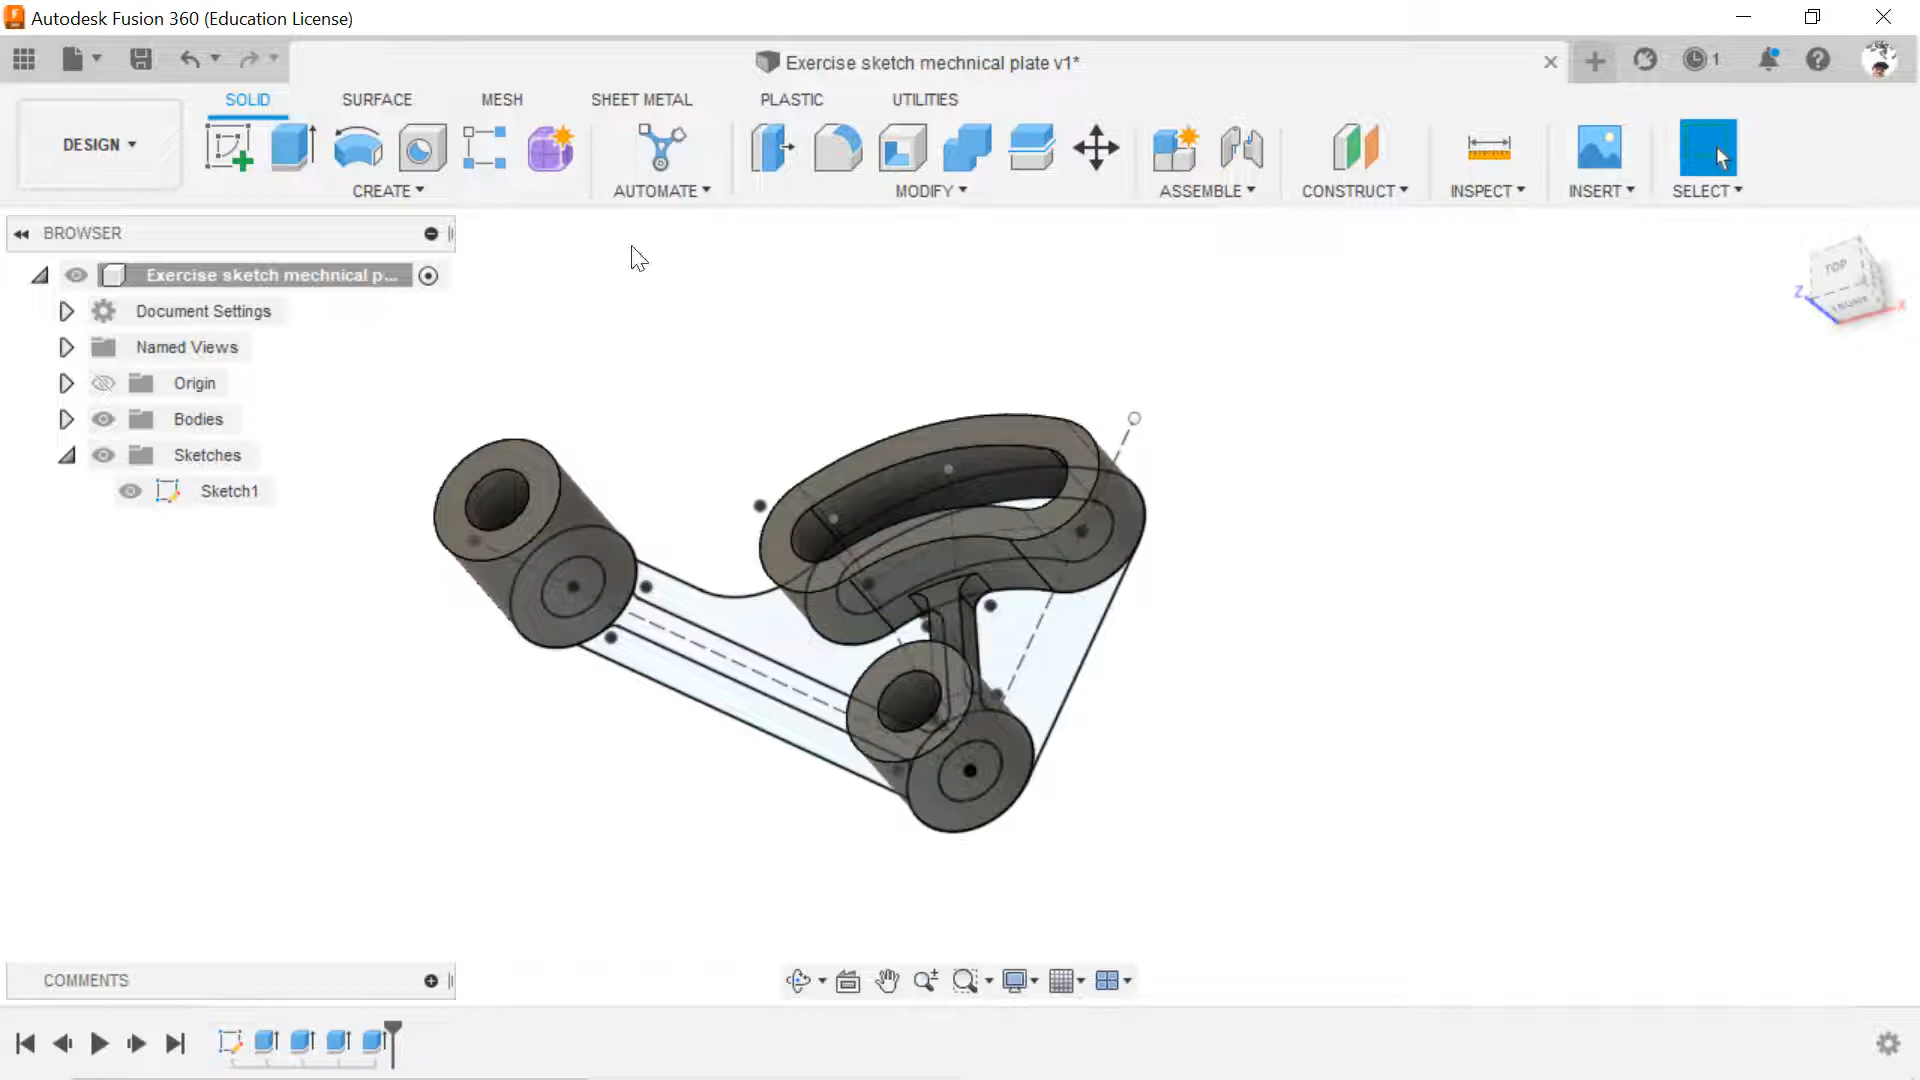 Autodesk Fusion 360 (Education License)
Exercise sketch mechnical plate v1*
1
SOLID
SURFACE
MESH
SHEET METAL
PLASTIC
UTILITIES
DESIGN
CREATE
AUTOMATE
MODIFY
ASSEMBLE
CONSTRUCT
INSPECT
INSERT
SELECT
BROWSER
Exercise sketch mechnical p...
Document Settings
Named Views
Origin
Bodies
Sketches
Sketch1
TOP
Z
X
COMMENTS